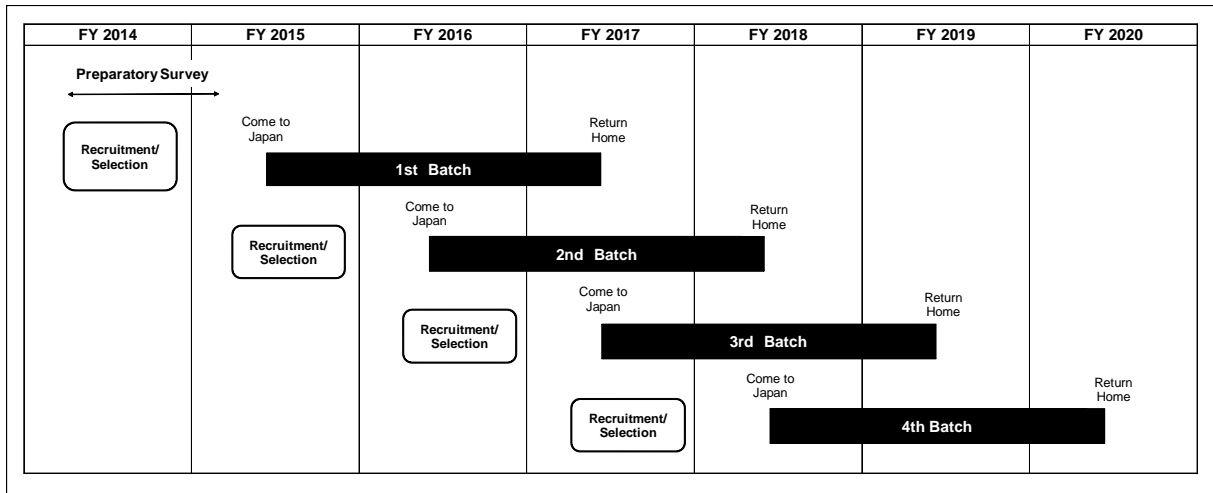 FY 2014 FY 2015 FY 2016 FY 2017 FY 2018 FY 2019 FY 2020
Preparatory Survey
Recruitment/
Selection
Come to
Japan
Return
Home
1st Batch
Recruitment/
Selection
Come to
Japan
Return
Home
2nd Batch
Recruitment/
Selection
Come to
Japan
Return
Home
3rd Batch
Recruitment/
Selection
Come to
Japan
Return
Home
4th Batch